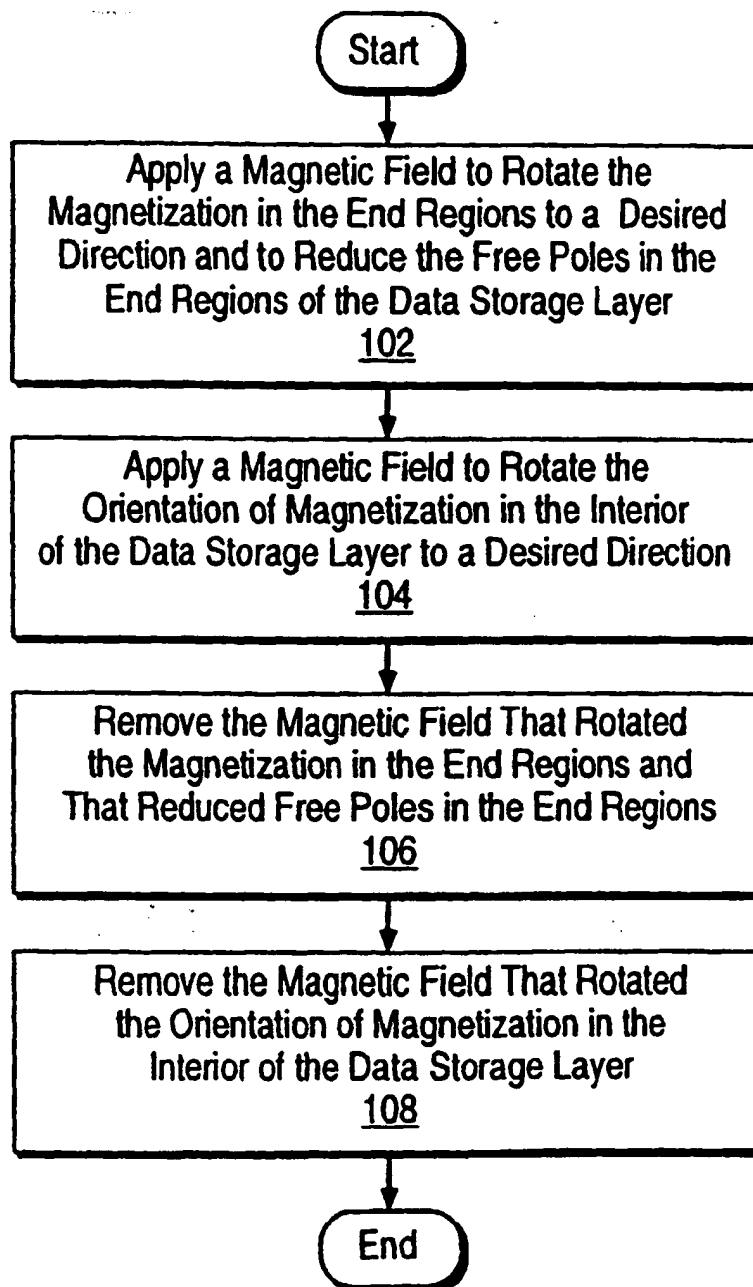 Start
Apply a Magnetic Field to Rotate the
Magnetization in the End Regions to a Desired
Direction and to Reduce the Free Poles in the
End Regions of the Data Storage Layer
102
Apply a Magnetic Field to Rotate the
Orientation of Magnetization in the Interior
of the Data Storage Layer to a Desired Direction
104
Remove the Magnetic Field That Rotated
the Magnetization in the End Regions and
That Reduced Free Poles in the End Regions
106
Remove the Magnetic Field That Rotated
the Orientation of Magnetization in the
Interior of the Data Storage Layer
108
End